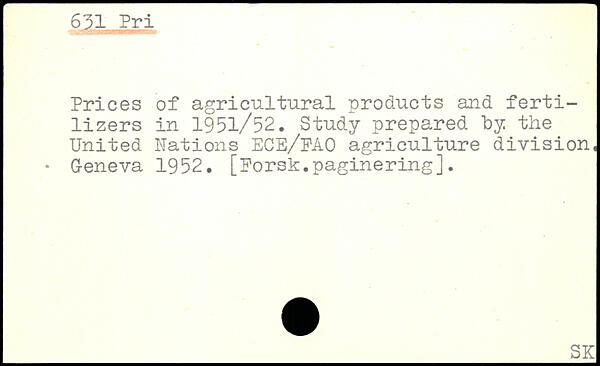 631 Pri
Prices of agricultural products and ferti-
lizers in 1951/52. Study prepared by the
United Nations ECE/FAO agriculture division.
Geneva 1952. [Forsk.paginering].
SK